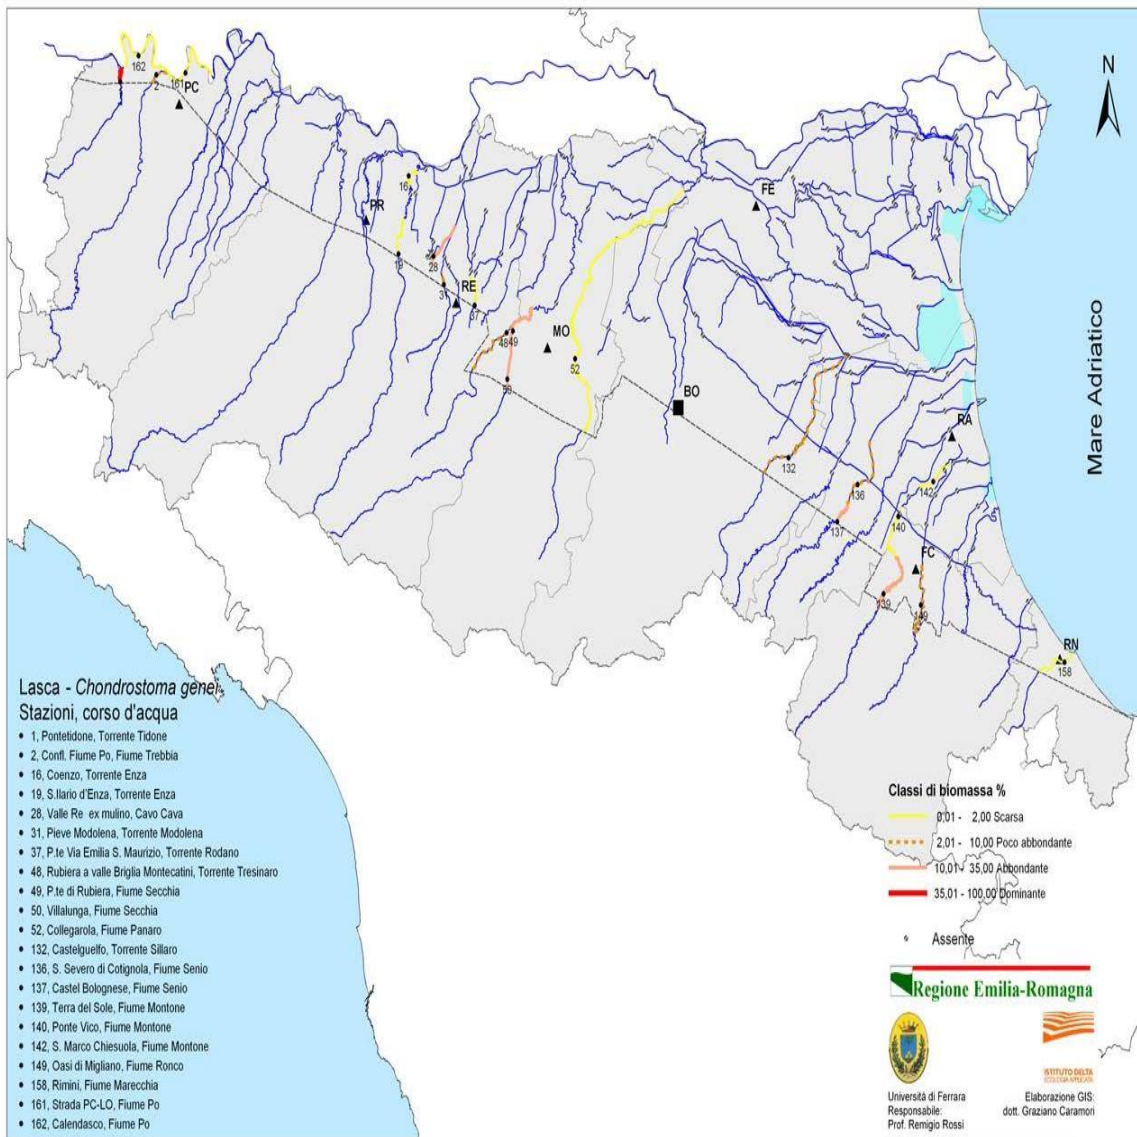 N
Mare Adriatico
162
2
161
PC
16
PR
19
28
31
RE
37
48
49
50
MO
52
FE
BO
132
136
137
RA
142
140
FC
139
149
RN
158
Lasca - Chondrostoma genei
Stazioni, corso d'acqua
• 1, Pontetidone, Torrente Tidone
• 2, Confl. Fiume Po, Fiume Trebbia
• 16, Coenzo, Torrente Enza
• 19, S.Ilario d'Enza, Torrente Enza
• 28, Valle Re ex mulino, Cavo Cava
• 31, Pieve Modolena, Torrente Modolena
• 37, P.te Via Emilia S. Maurizio, Torrente Rodano
• 48, Rubiera a valle Briglia Montecatini, Torrente Tresinaro
• 49, P.te di Rubiera, Fiume Secchia
• 50, Villalunga, Fiume Secchia
• 52, Collegarola, Fiume Panaro
• 132, Castelguelfo, Torrente Sillaro
• 136, S. Severo di Cotignola, Fiume Senio
• 137, Castel Bolognese, Fiume Senio
• 139, Terra del Sole, Fiume Montone
• 140, Ponte Vico, Fiume Montone
• 142, S. Marco Chiesuola, Fiume Montone
• 149, Oasi di Migliano, Fiume Ronco
• 158, Rimini, Fiume Marecchia
• 161, Strada PC-LO, Fiume Po
• 162, Calendasco, Fiume Po
Classi di biomassa %
0,01 - 2,00 Scarsa
2,01 - 10,00 Poco abbondante
10,01 - 35,00 Abbondante
35,01 - 100,00 Dominante
Assente
Regione Emilia-Romagna
ISTITUTO DELTA
ECOLOGIA APPLICATA
Università di Ferrara
Responsabile:
Prof. Remigio Rossi
Elaborazione GIS:
dott. Graziano Caramori